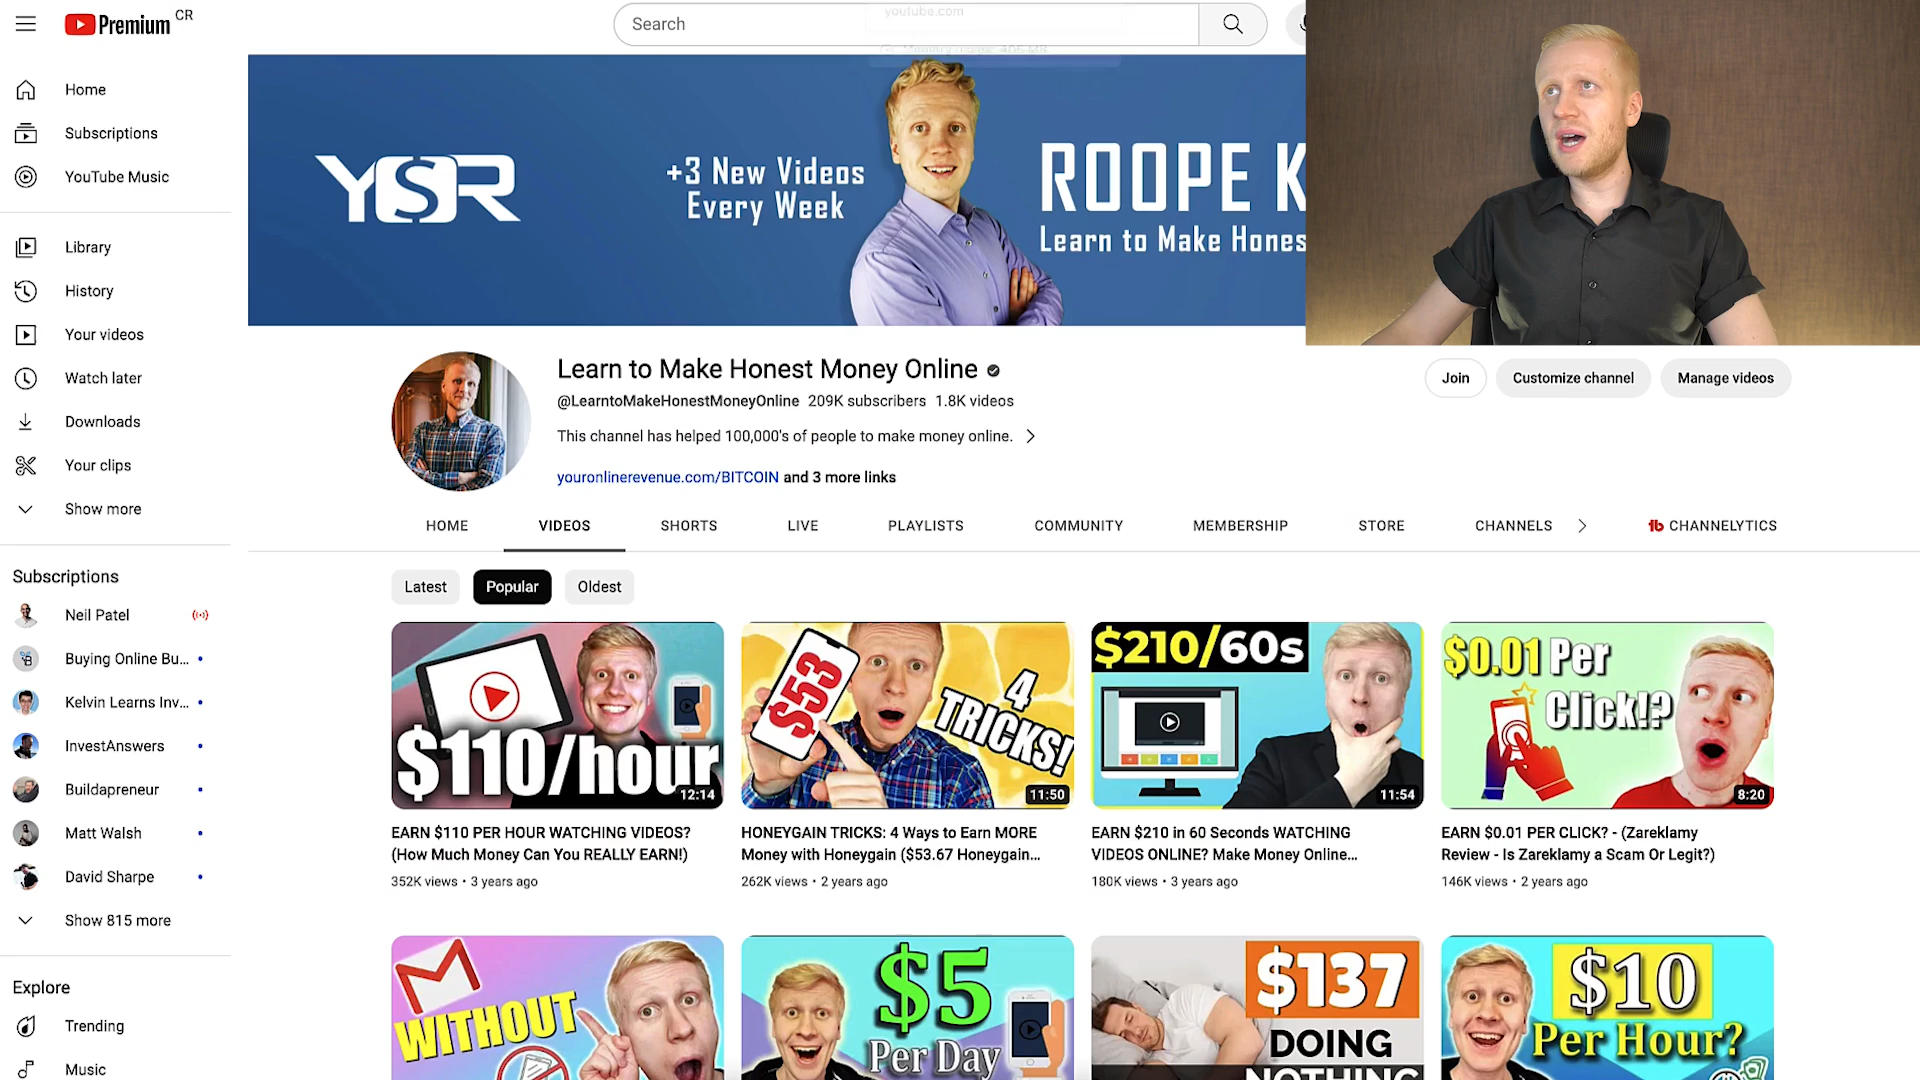 Premium CR
Search
youtube.com
Home
Subscriptions
YouTube Music
Library
History
Your videos
Watch later
Downloads
Your clips
Show more
Subscriptions
Neil Patel
Buying Online Bu...
Kelvin Learns Inv...
InvestAnswers
Buildapreneur
Matt Walsh
David Sharpe
Show 815 more
Explore
Trending
Music
YSR
+3 New Videos
Every Week
ROOPE K
Learn to Make Hones
Learn to Make Honest Money Online
@LearntoMakeHonestMoneyOnline 209K subscribers 1.8K videos
This channel has helped 100,000's of people to make money online.
youronlinerevenue.com/BITCOIN and 3 more links
Join
Customize channel
Manage videos
HOME VIDEOS SHORTS LIVE PLAYLISTS COMMUNITY MEMBERSHIP STORE CHANNELS CHANNELYTICS
Latest Popular Oldest
$110/hour
12:14
EARN $110 PER HOUR WATCHING VIDEOS?
(How Much Money Can You REALLY EARN!)
352K views • 3 years ago
$53
4
TRICKS!
11:50
HONEYGAIN TRICKS: 4 Ways to Earn MORE
Money with Honeygain ($53.67 Honeygain...
262K views • 2 years ago
$210/60s
11:54
EARN $210 in 60 Seconds WATCHING
VIDEOS ONLINE? Make Money Online...
180K views • 3 years ago
$0.01 Per
Click!?
8:20
EARN $0.01 PER CLICK? - (Zareklamy
Review - Is Zareklamy a Scam Or Legit?)
146K views • 2 years ago
WITHOUT
$5
Per Day
$137
DOING
NOTHING
$10
Per Hour?